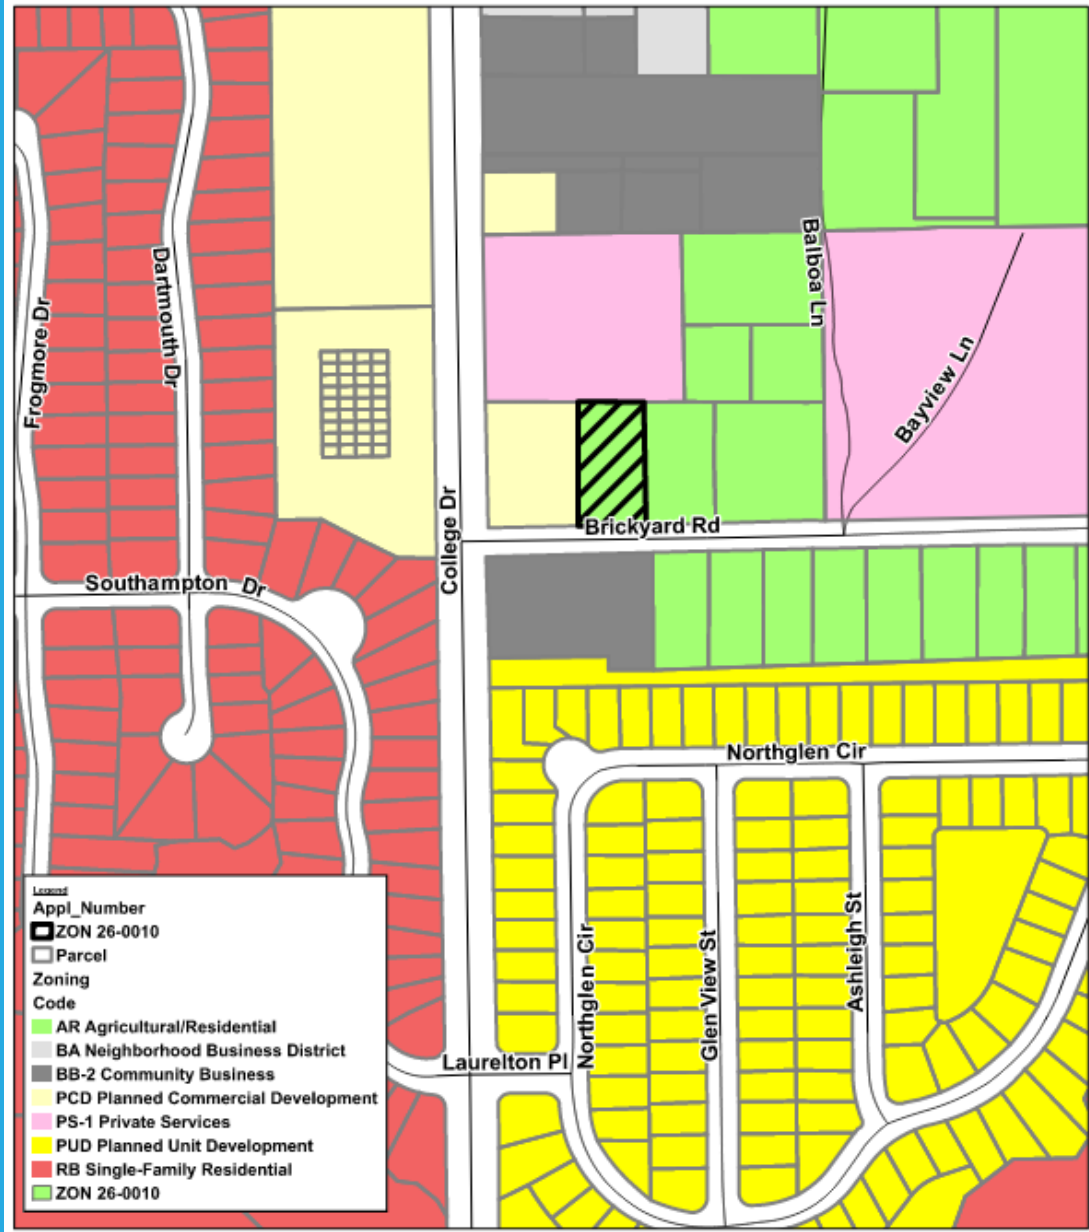 Balboa Ln
Dartmouth Dr
Frogmore Dr
Bayview Ln
College Dr
Brickyard Rd
Southampton Dr
Northglen Cir
Ashleigh St
Northglen Cir
Glen View St
Laurelton Pl
Legend
Appl_Number
ZON 26-0010
Parcel
Zoning
Code
AR Agricultural/Residential
BA Neighborhood Business District
BB-2 Community Business
PCD Planned Commercial Development
PS-1 Private Services
PUD Planned Unit Development
RB Single-Family Residential
ZON 26-0010